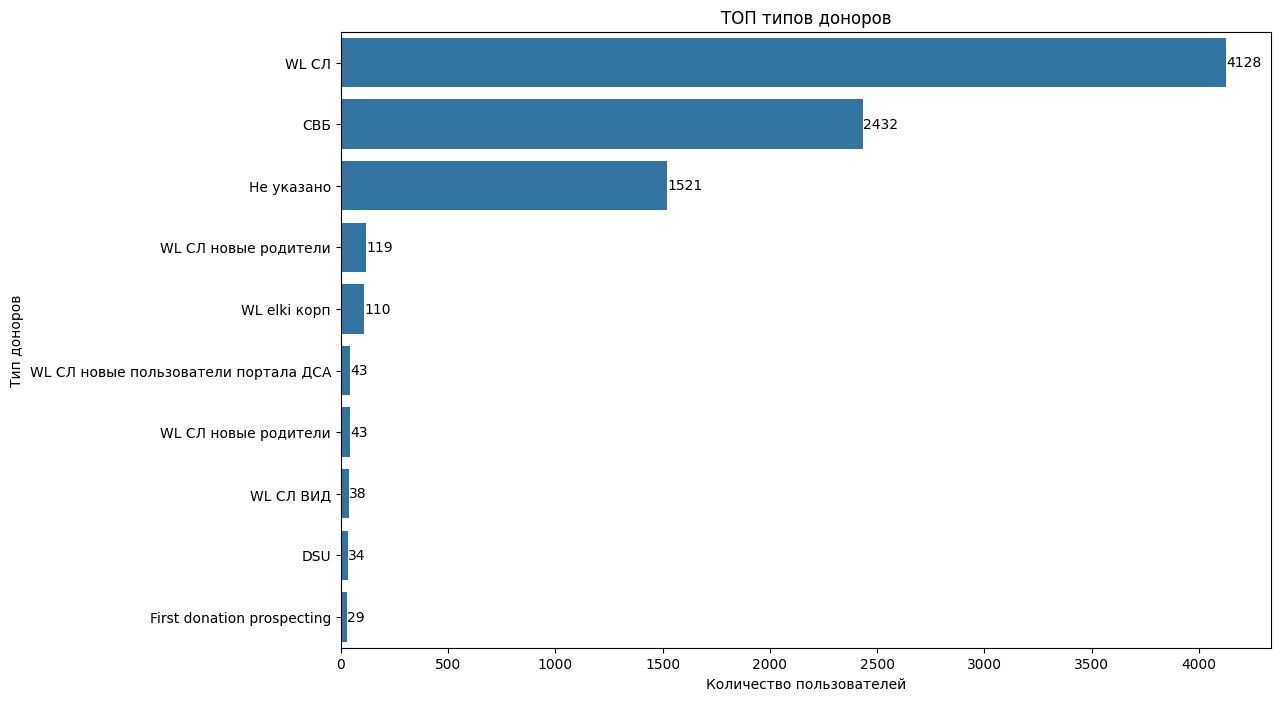 ТОП типов доноров
WL СЛ
4128
СВБ
2432
Не указано
1521
WL СЛ новые родители
119
WL elki корп
110
WL СЛ новые пользователи портала ДСА
43
WL СЛ новые родители
43
WL СЛ ВИД
38
DSU
34
First donation prospecting
29
Тип доноров
0 500 1000 1500 2000 2500 3000 3500 4000
Количество пользователей